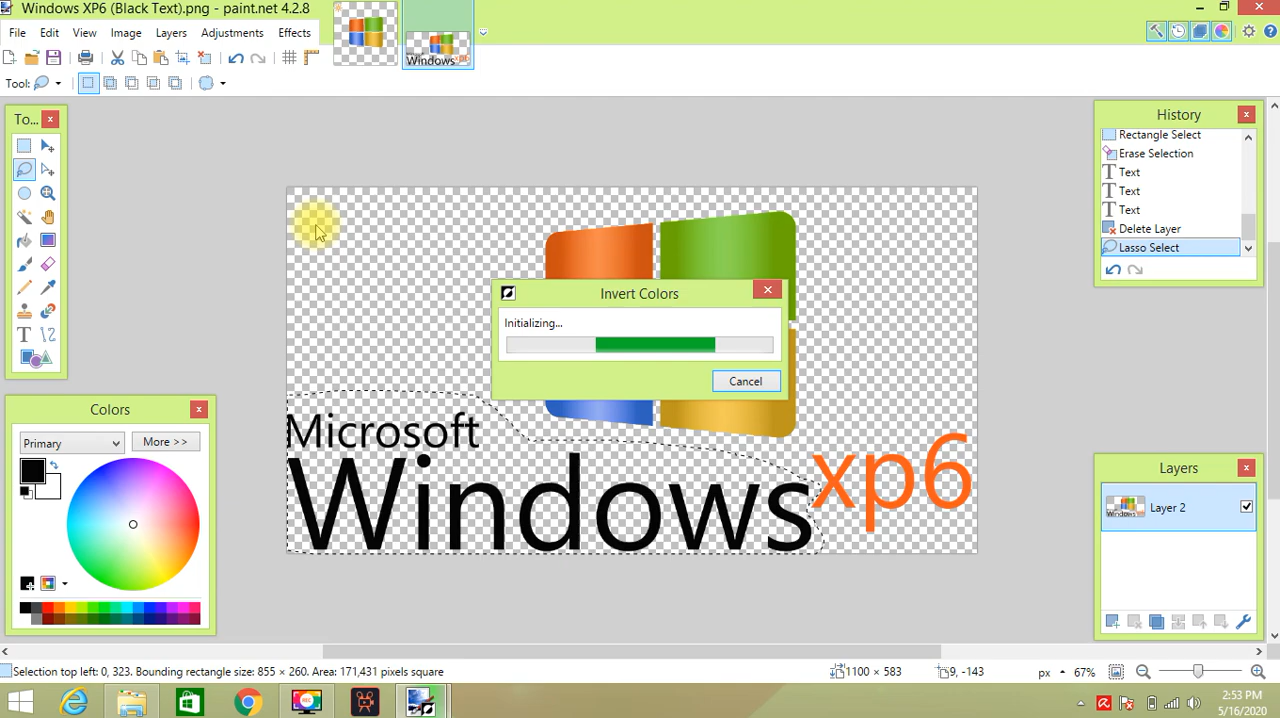 Windows XP6 (Black Text).png - paint.net 4.2.8
File Edit View Image Layers Adjustments Effects
Tool:
To...
Windows
History
Rectangle Select
Erase Selection
Text
Text
Text
Delete Layer
Lasso Select
Invert Colors
Initializing...
Cancel
Microsoft
Windows
xp6
Colors
Primary
More >>
Layers
Layer 2
Selection top left: 0, 323. Bounding rectangle size: 855 × 260. Area: 171,431 pixels square
1100 × 583
9, -143
px
67%
2:53 PM
5/16/2020